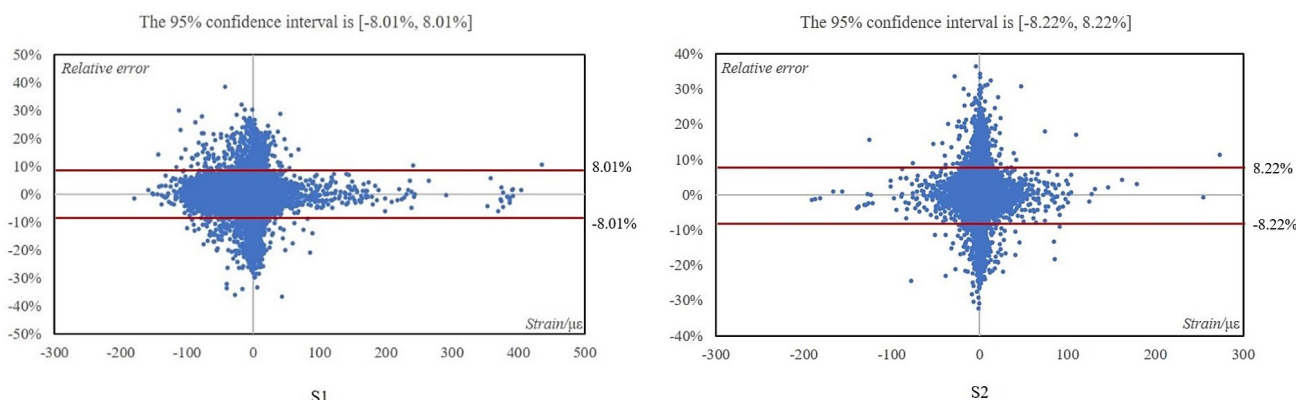 The 95% confidence interval is [-8.01%, 8.01%]
50%
Relative error
40%
30%
20%
10%
8.01%
0%
-10%
-8.01%
-20%
-30%
-40%
Strain/με
-50%
-300 -200 -100 0 100 200 300 400 500
S1
The 95% confidence interval is [-8.22%, 8.22%]
40%
Relative error
30%
20%
10%
8.22%
0%
-8.22%
-10%
-20%
-30%
Strain/με
-40%
-300 -200 -100 0 100 200 300
S2